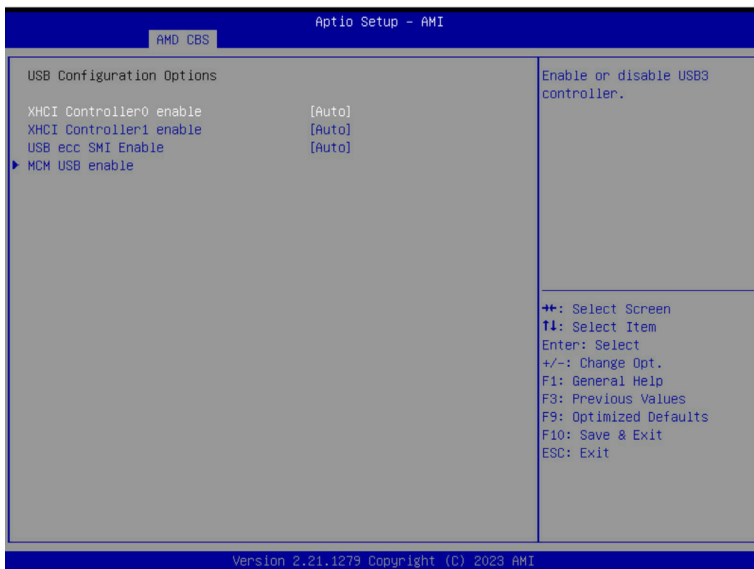 Aptio Setup – AMI
AMD CBS
USB Configuration Options
XHCI Controller0 enable [Auto]
XHCI Controller1 enable [Auto]
USB ecc SMI Enable [Auto]
MCM USB enable
Enable or disable USB3
controller.
→←: Select Screen
↑↓: Select Item
Enter: Select
+/-: Change Opt.
F1: General Help
F3: Previous Values
F9: Optimized Defaults
F10: Save & Exit
ESC: Exit
Version 2.21.1279 Copyright (C) 2023 AMI